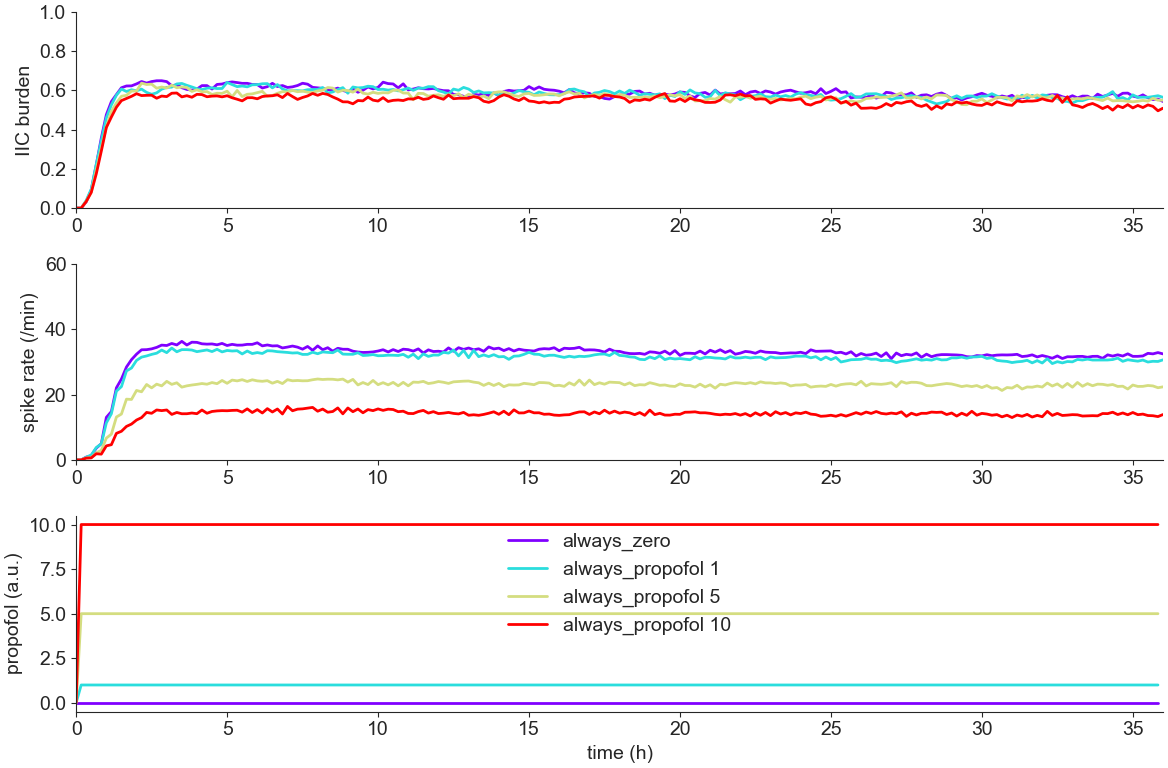 1.0
0.8
0.6
0.4
0.2
0.0
IIC burden
0 5 10 15 20 25 30 35
60
40
20
0
spike rate (/min)
0 5 10 15 20 25 30 35
10.0
7.5
5.0
2.5
0.0
propofol (a.u.)
always_zero
always_propofol 1
always_propofol 5
always_propofol 10
0 5 10 15 20 25 30 35
time (h)